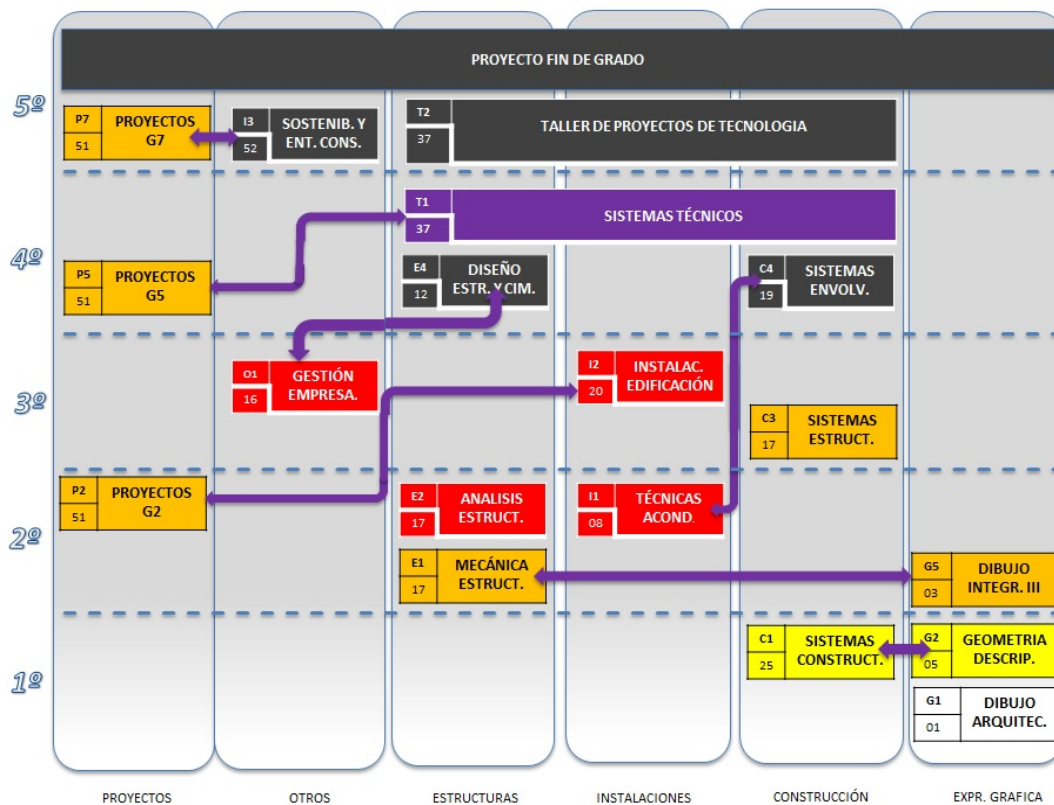 PROYECTO FIN DE GRADO
5º
P7
PROYECTOS
G7
51
I3
SOSTENIB. Y
ENT. CONS.
52
T2
TALLER DE PROYECTOS DE TECNOLOGIA
37
T1
SISTEMAS TÉCNICOS
37
4º
P5
PROYECTOS
G5
51
E4
DISEÑO
ESTR. Y CIM.
12
C4
SISTEMAS
ENVOLV.
19
3º
O1
GESTIÓN
EMPRESA.
16
I2
INSTALAC.
EDIFICACIÓN
20
C3
SISTEMAS
ESTRUCT.
17
2º
P2
PROYECTOS
G2
51
E2
ANALISIS
ESTRUCT.
17
I1
TÉCNICAS
ACOND.
08
E1
MECÁNICA
ESTRUCT.
17
G5
DIBUJO
INTEGR. III
03
1º
C1
SISTEMAS
CONSTRUCT.
25
G2
GEOMETRIA
DESCRIP.
05
G1
DIBUJO
ARQUITEC.
01
PROYECTOS
OTROS
ESTRUCTURAS
INSTALACIONES
CONSTRUCCIÓN
EXPR. GRAFICA